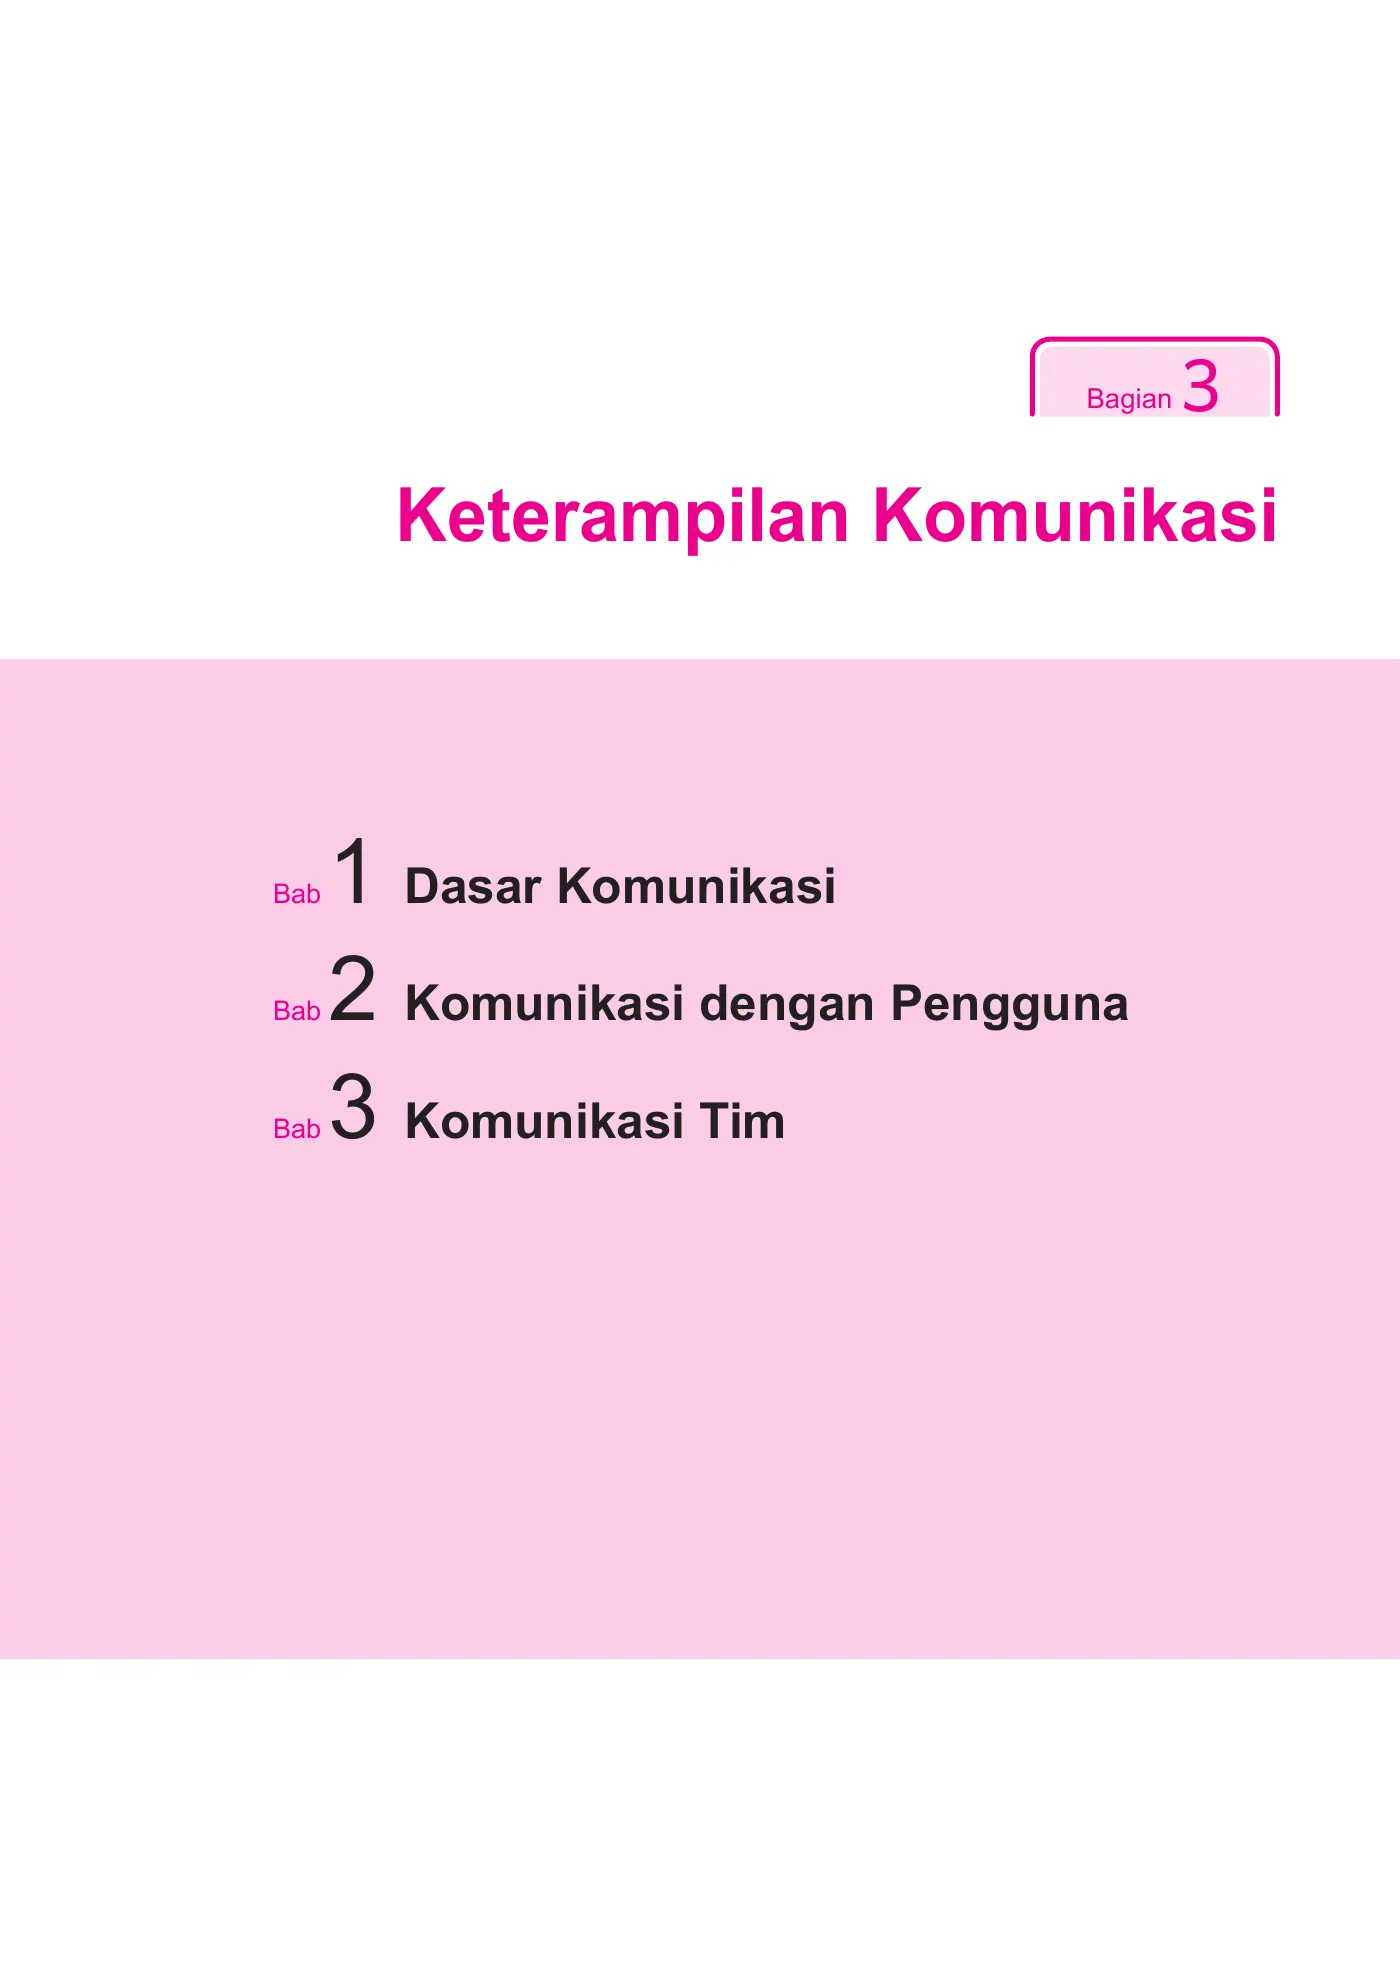 Bagian 3
Keterampilan Komunikasi
Bab 1 Dasar Komunikasi
Bab 2 Komunikasi dengan Pengguna
Bab 3 Komunikasi Tim